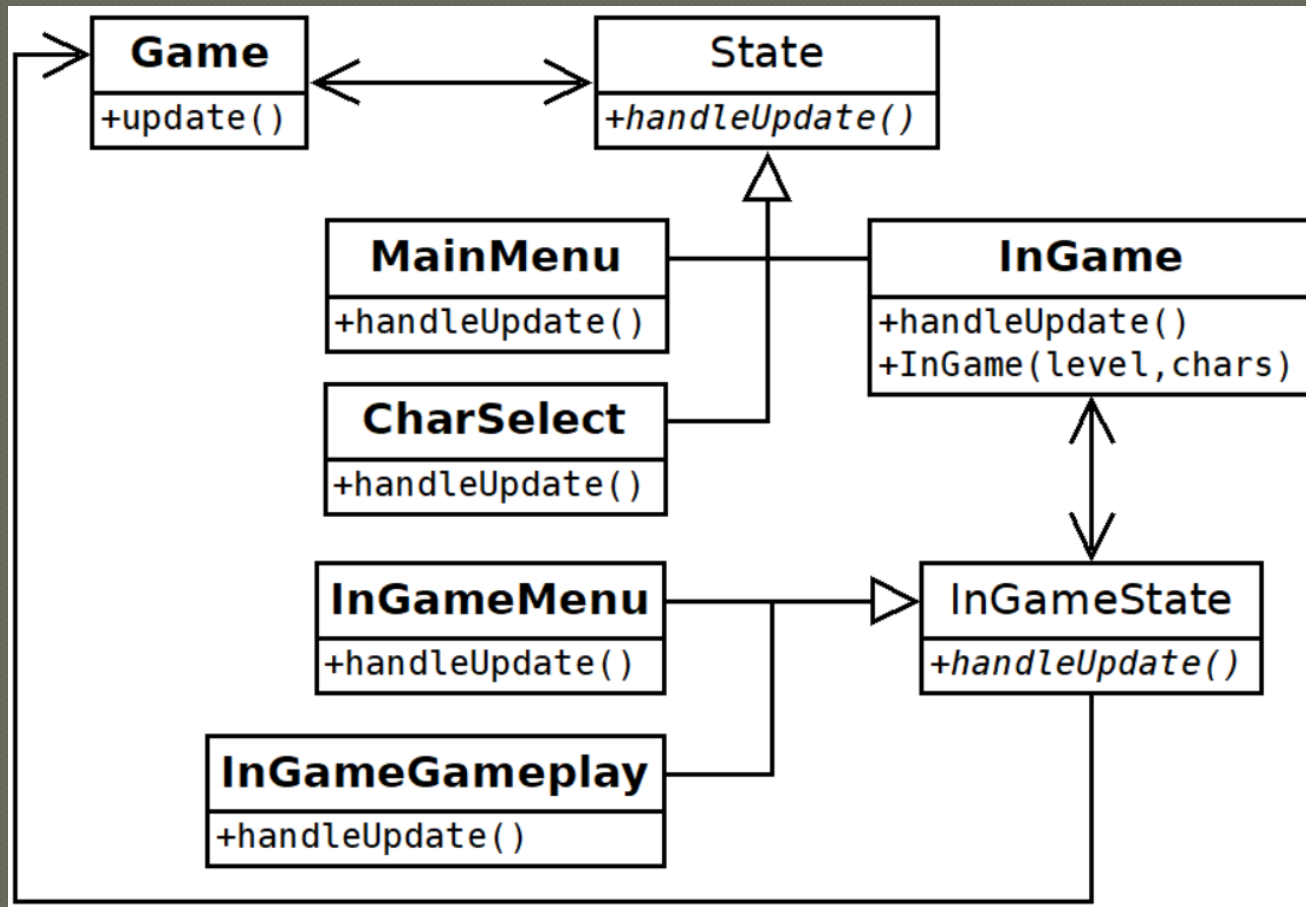 Game
+update()
State
+handleUpdate()
MainMenu
+handleUpdate()
InGame
+handleUpdate()
+InGame(level,chars)
CharSelect
+handleUpdate()
InGameMenu
+handleUpdate()
InGameState
+handleUpdate()
InGameGameplay
+handleUpdate()